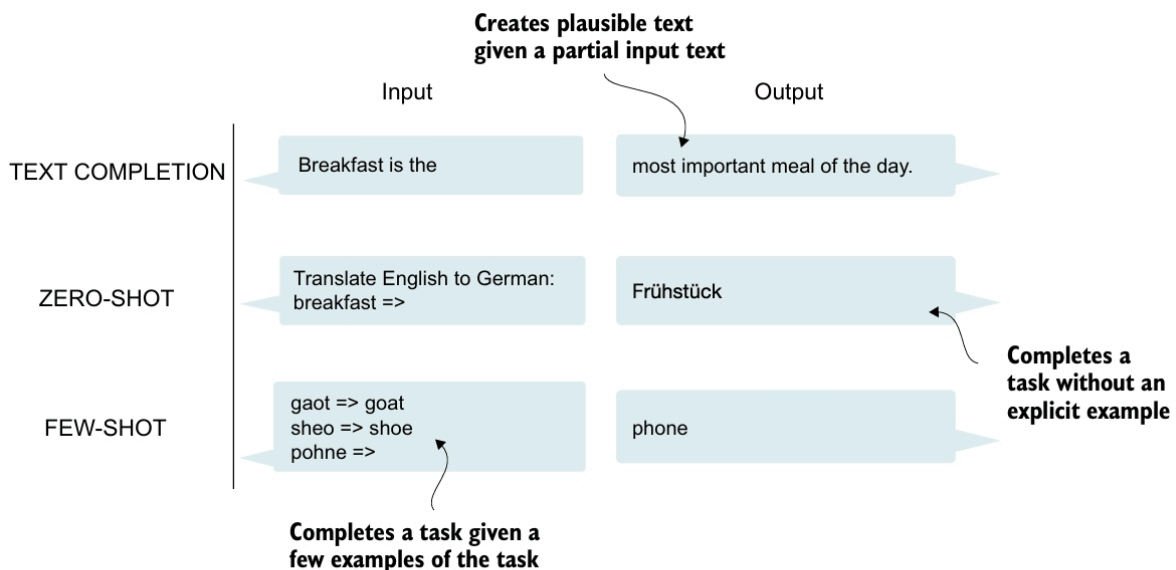 Creates plausible text
given a partial input text
Input
Output
TEXT COMPLETION
Breakfast is the
most important meal of the day.
ZERO-SHOT
Translate English to German:
breakfast =>
Frühstück
Completes a
task without an
explicit example
FEW-SHOT
gaot => goat
sheo => shoe
pohne =>
phone
Completes a task given a
few examples of the task